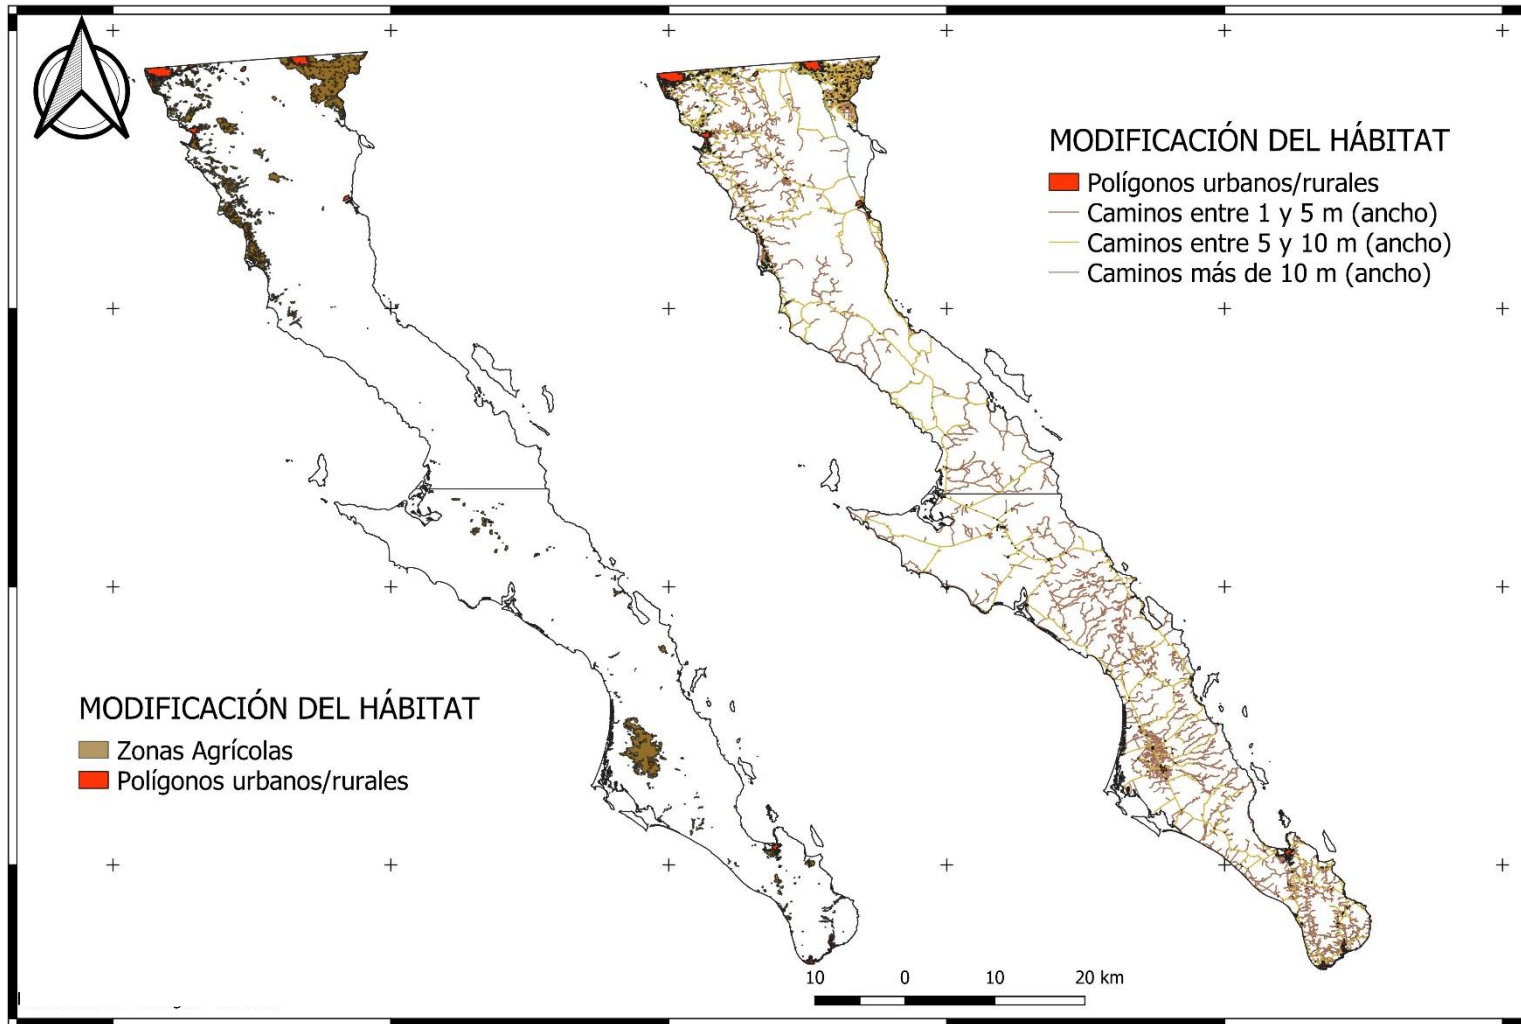 MODIFICACIÓN DEL HÁBITAT
Polígonos urbanos/rurales
Caminos entre 1 y 5 m (ancho)
Caminos entre 5 y 10 m (ancho)
Caminos más de 10 m (ancho)
MODIFICACIÓN DEL HÁBITAT
Zonas Agrícolas
Polígonos urbanos/rurales
10 0 10 20 km